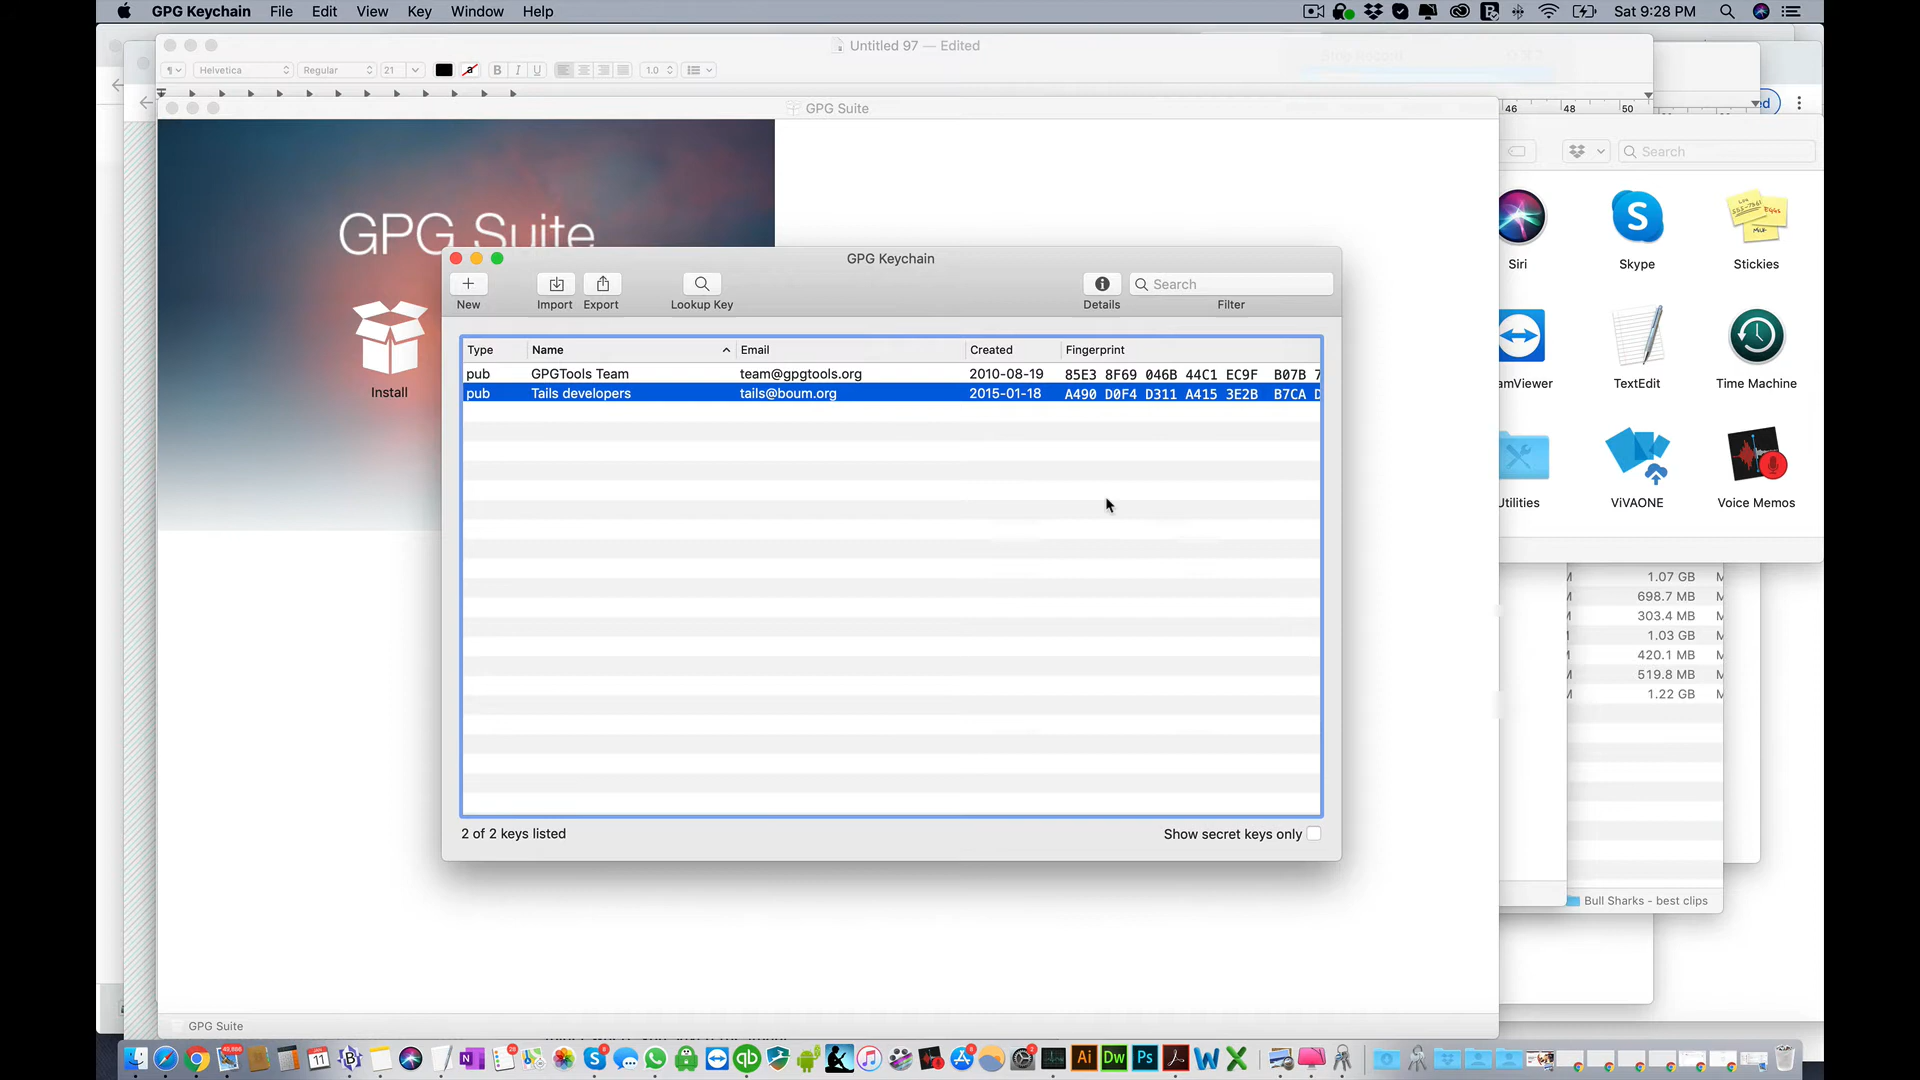 GPG Keychain File Edit View Key Window Help Sat 9:28 PM
Untitled 97 — Edited
Helvetica Regular 21 a B I U 1.0
GPG Suite 46 48 50 ed
Search
GPG Suite
Install
GPG Keychain
Search
New Import Export Lookup Key Details Filter
Type Name Email Created Fingerprint
pub GPGTools Team team@gpgtools.org 2010-08-19 85E3 8F69 046B 44C1 EC9F B07B 7
pub Tails developers tails@boum.org 2015-01-18 A490 D0F4 D311 A415 3E2B B7CA D
2 of 2 keys listed Show secret keys only
Siri Skype Stickies
amViewer TextEdit Time Machine
Utilities ViVAONE Voice Memos
1.07 GB
698.7 MB
303.4 MB
1.03 GB
420.1 MB
519.8 MB
1.22 GB
Bull Sharks - best clips
GPG Suite